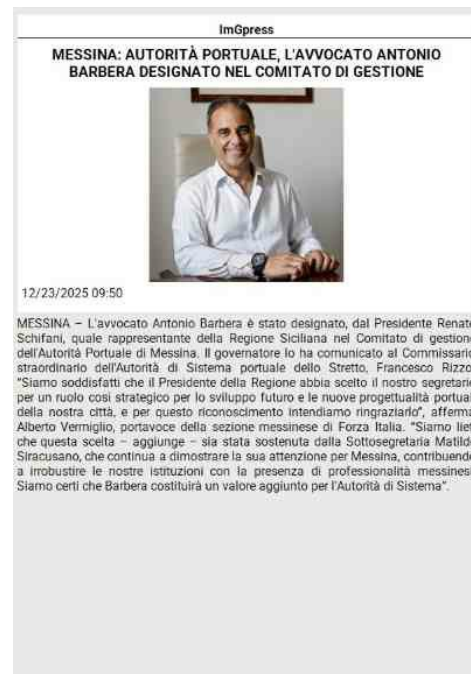 ImGpress
MESSINA: AUTORITÀ PORTUALE, L'AVVOCATO ANTONIO
BARBERA DESIGNATO NEL COMITATO DI GESTIONE
12/23/2025 09:50
MESSINA – L'avvocato Antonio Barbera è stato designato, dal Presidente Renato
Schifani, quale rappresentante della Regione Siciliana nel Comitato di gestione
dell'Autorità Portuale di Messina. Il governatore lo ha comunicato al Commissario
straordinario dell'Autorità di Sistema portuale dello Stretto, Francesco Rizzo.
"Siamo soddisfatti che il Presidente della Regione abbia scelto il nostro segretario
per un ruolo così strategico per lo sviluppo futuro e le nuove progettualità portuali
della nostra città, e per questo riconoscimento intendiamo ringraziarlo", afferma
Alberto Vermiglio, portavoce della sezione messinese di Forza Italia. "Siamo lieti
che questa scelta – aggiunge – sia stata sostenuta dalla Sottosegretaria Matilde
Siracusano, che continua a dimostrare la sua attenzione per Messina, contribuendo
a irrobustire le nostre istituzioni con la presenza di professionalità messinesi.
Siamo certi che Barbera costituirà un valore aggiunto per l'Autorità di Sistema".